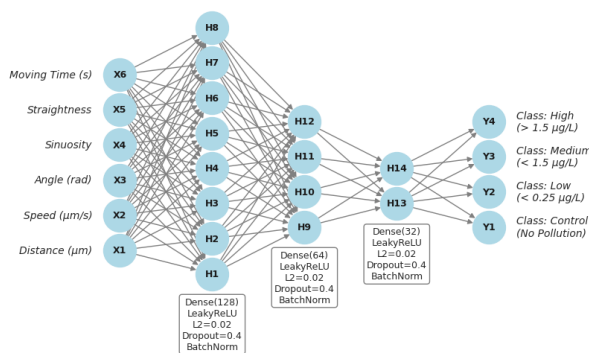 Moving Time (s)
Straightness
Sinuosity
Angle (rad)
Speed (μm/s)
Distance (μm)
X6
X5
X4
X3
X2
X1
H8
H7
H6
H5
H4
H3
H2
H1
Dense(128)
LeakyReLU
L2=0.02
Dropout=0.4
BatchNorm
H12
H11
H10
H9
Dense(64)
LeakyReLU
L2=0.02
Dropout=0.4
BatchNorm
H14
H13
Dense(32)
LeakyReLU
L2=0.02
Dropout=0.4
BatchNorm
Y4
Y3
Y2
Y1
Class: High
(> 1.5 μg/L)
Class: Medium
(< 1.5 μg/L)
Class: Low
(< 0.25 μg/L)
Class: Control
(No Pollution)